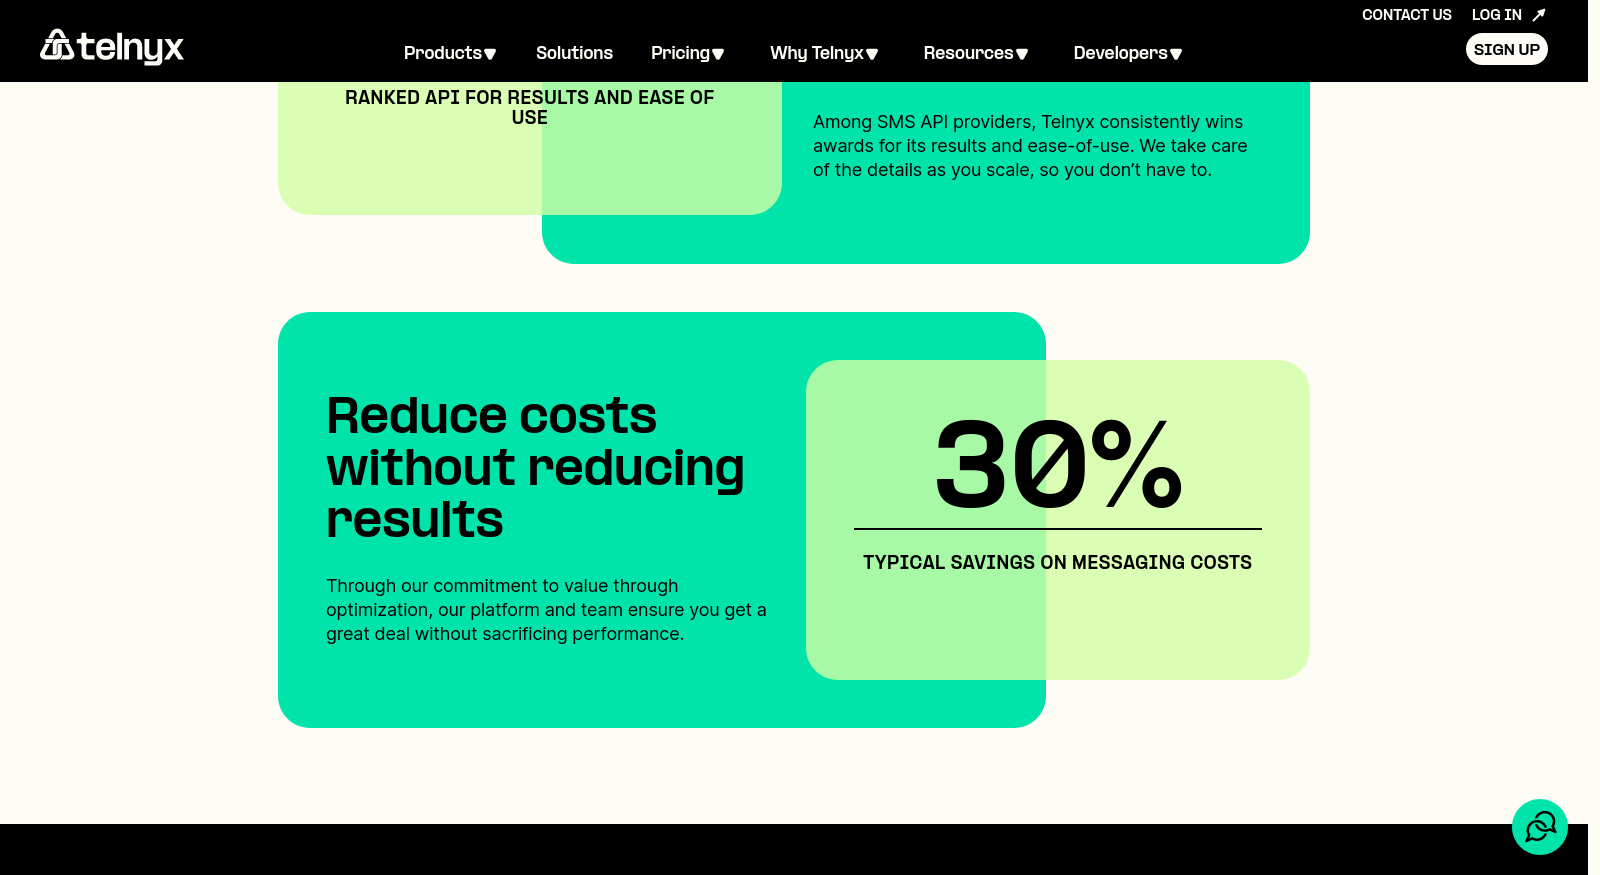 CONTACT US LOG IN
telnyx Products Solutions Pricing Why Telnyx Resources Developers SIGN UP
RANKED API FOR RESULTS AND EASE OF
USE
Among SMS API providers, Telnyx consistently wins
awards for its results and ease-of-use. We take care
of the details as you scale, so you don’t have to.
Reduce costs
without reducing
results
Through our commitment to value through
optimization, our platform and team ensure you get a
great deal without sacrificing performance.
30%
TYPICAL SAVINGS ON MESSAGING COSTS